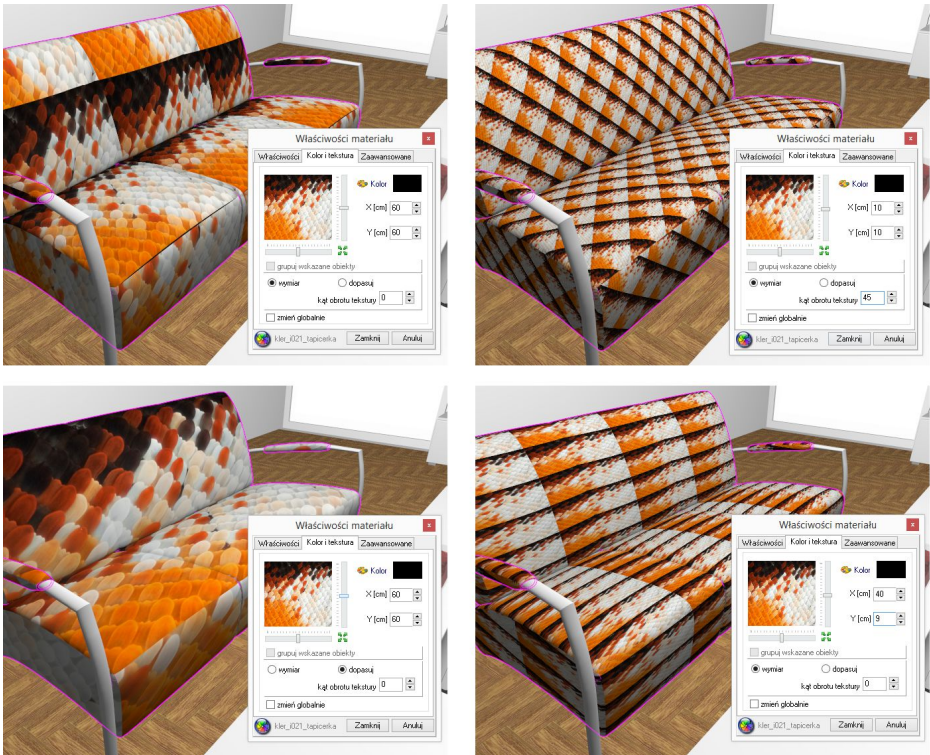 Właściwości materiału x
Właściwości Kolor i tekstura Zaawansowane
Kolor
X [cm] 60
Y [cm] 60
grupuj wskazane obiekty
wymiar dopasuj
kąt obrotu tekstury 0
zmień globalnie
kler_i021_tapicerka Zamknij Anuluj
Właściwości materiału x
Właściwości Kolor i tekstura Zaawansowane
Kolor
X [cm] 10
Y [cm] 10
grupuj wskazane obiekty
wymiar dopasuj
kąt obrotu tekstury 45
zmień globalnie
kler_i021_tapicerka Zamknij Anuluj
Właściwości materiału x
Właściwości Kolor i tekstura Zaawansowane
Kolor
X [cm] 60
Y [cm] 60
grupuj wskazane obiekty
wymiar dopasuj
kąt obrotu tekstury 0
zmień globalnie
kler_i021_tapicerka Zamknij Anuluj
Właściwości materiału x
Właściwości Kolor i tekstura Zaawansowane
Kolor
X [cm] 40
Y [cm] 9
grupuj wskazane obiekty
wymiar dopasuj
kąt obrotu tekstury 0
zmień globalnie
kler_i021_tapicerka Zamknij Anuluj